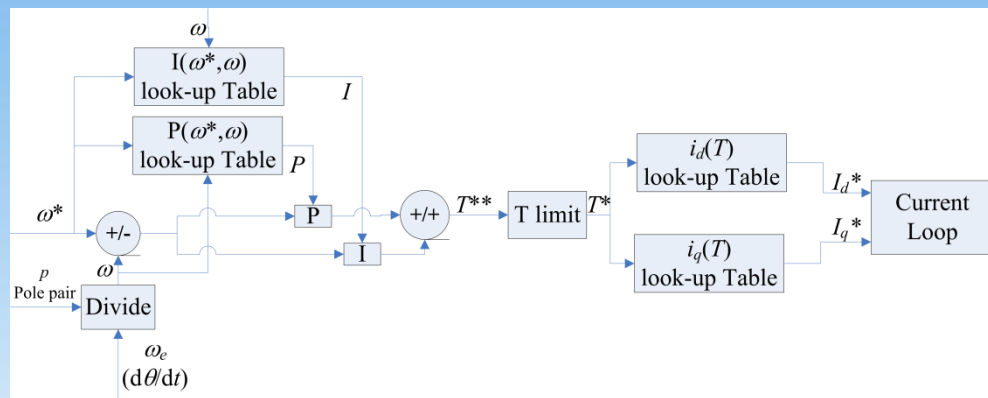 ω
I(ω*,ω)
look-up Table
I
P(ω*,ω)
look-up Table
P
ω*
+/-
P
I
+/+
T**
T limit
T*
i_d(T)
look-up Table
I_d*
i_q(T)
look-up Table
I_q*
Current
Loop
ω
p
Pole pair
Divide
ω_e
(dθ/dt)